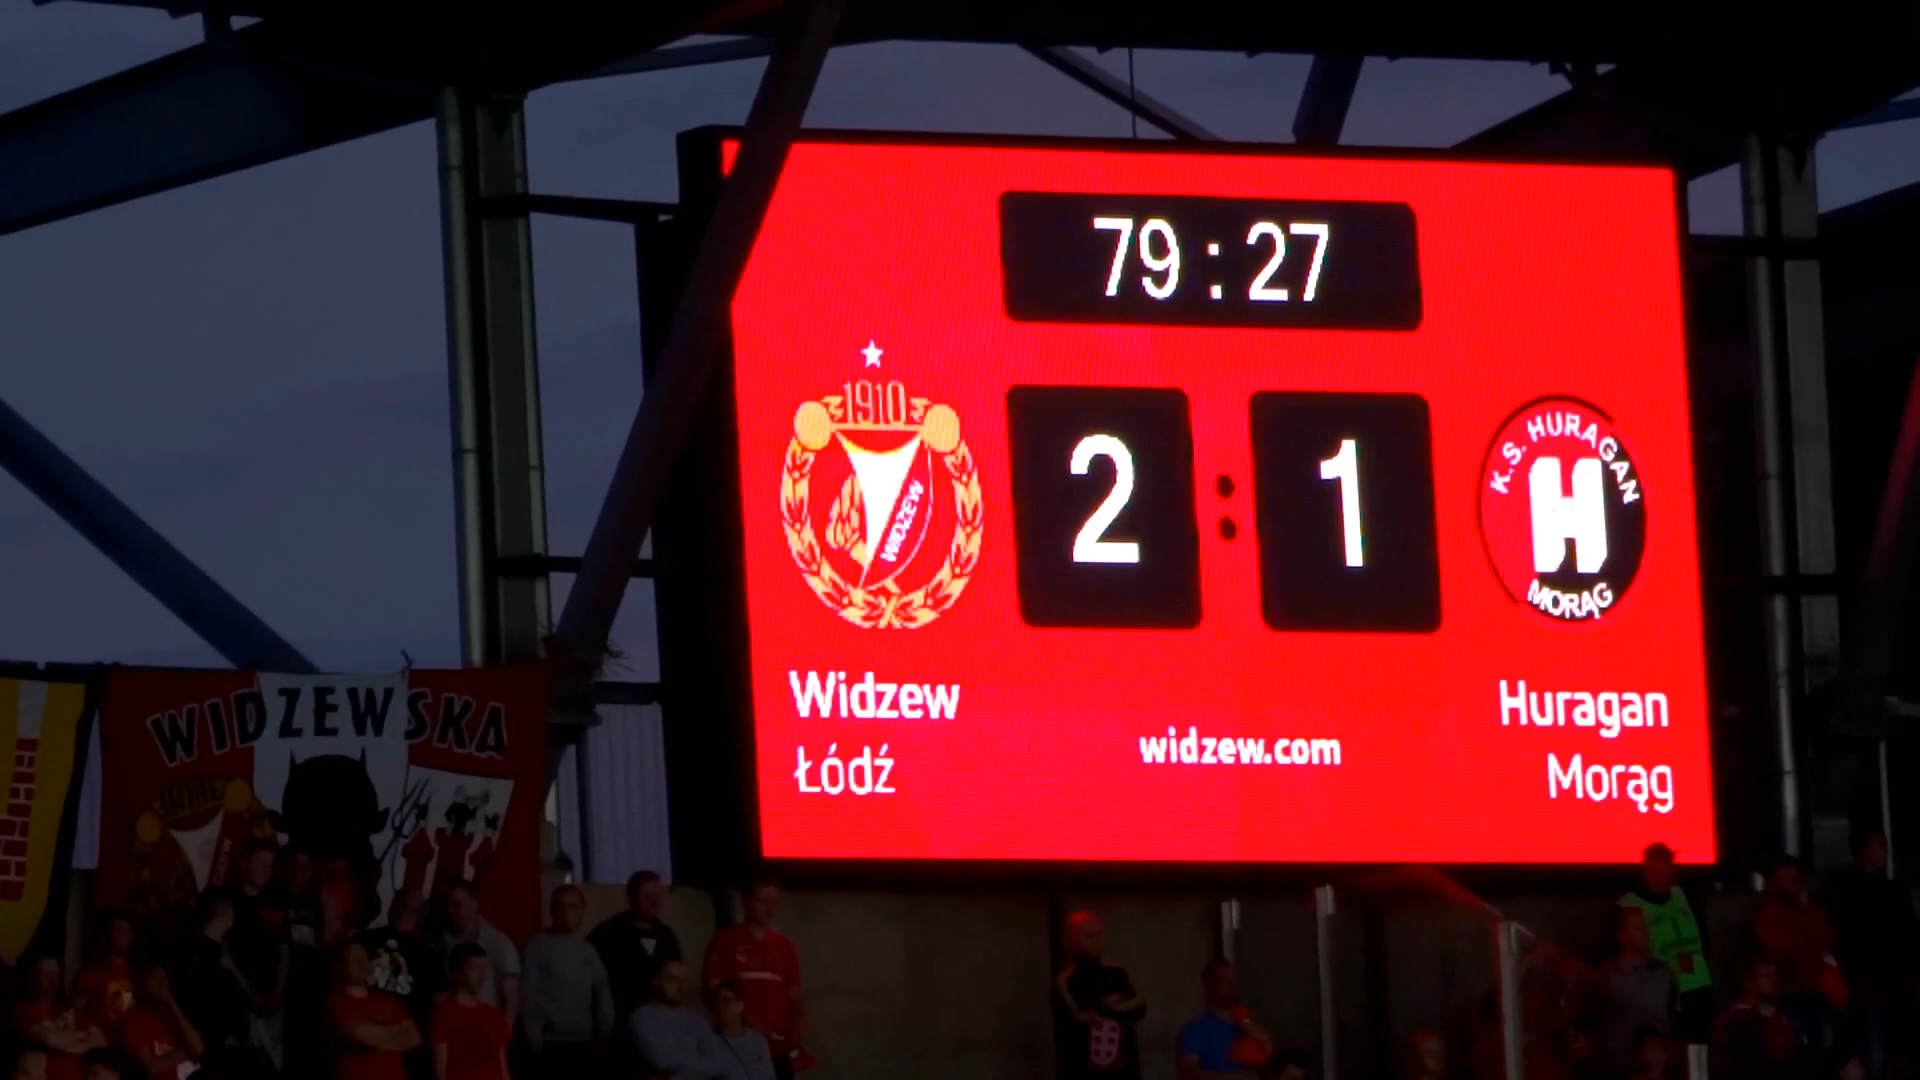 79 : 27
1910
WIDZEW
2 : 1
K.S. HURAGAN
H
MORĄG
Widzew
Łódź
Huragan
Morąg
widzew.com
WIDZEWSKA